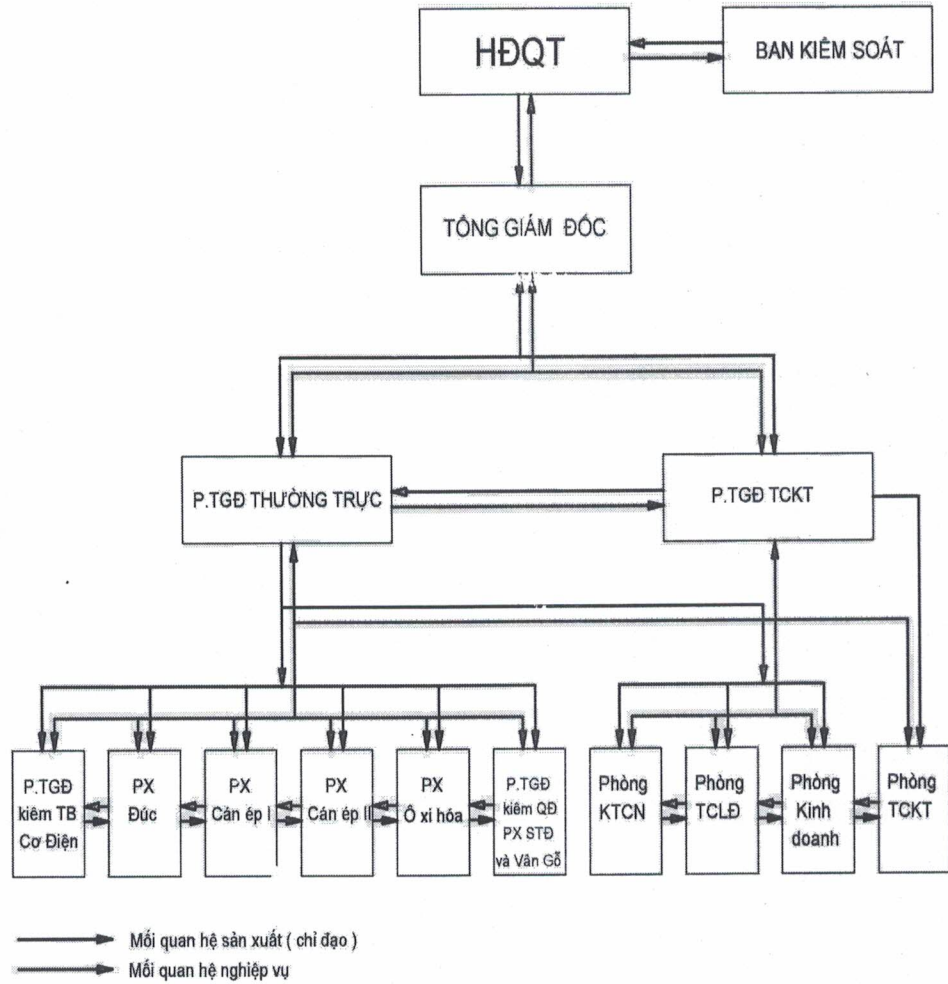 HĐQT
BAN KIỂM SOÁT
TỔNG GIÁM ĐỐC
P.TGĐ THƯỜNG TRỰC
P.TGĐ TCKT
P.TGĐ
kiêm TB
Cơ Điện
PX
Đúc
PX
Cán ép I
PX
Cán ép II
PX
Ô xi hóa
P.TGĐ
kiêm QĐ
PX STĐ
và Vân Gỗ
Phòng
KTCN
Phòng
TCLĐ
Phòng
Kinh
doanh
Phòng
TCKT
Mối quan hệ sản xuất ( chỉ đạo )
Mối quan hệ nghiệp vụ